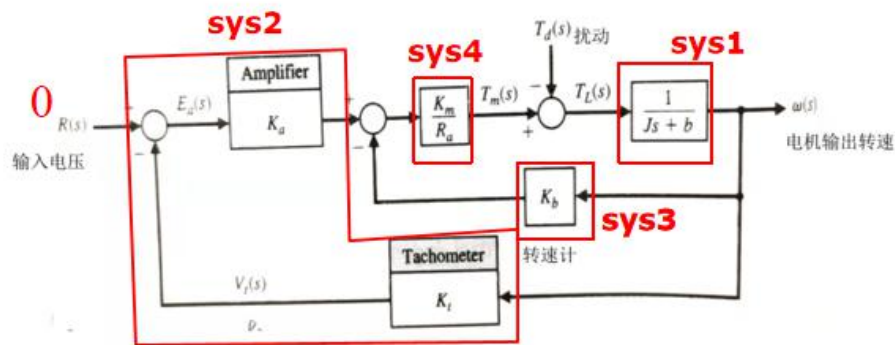 sys2
sys4
T_d(s) 扰动
sys1
Amplifier
0
R(s)
E_a(s)
K_a
K_m
R_a
T_m(s)
T_L(s)
1
Js + b
ω(s)
+
−
+
−
−
+
输入电压
电机输出转速
K_b
sys3
Tachometer
转速计
V_t(s)
K_t